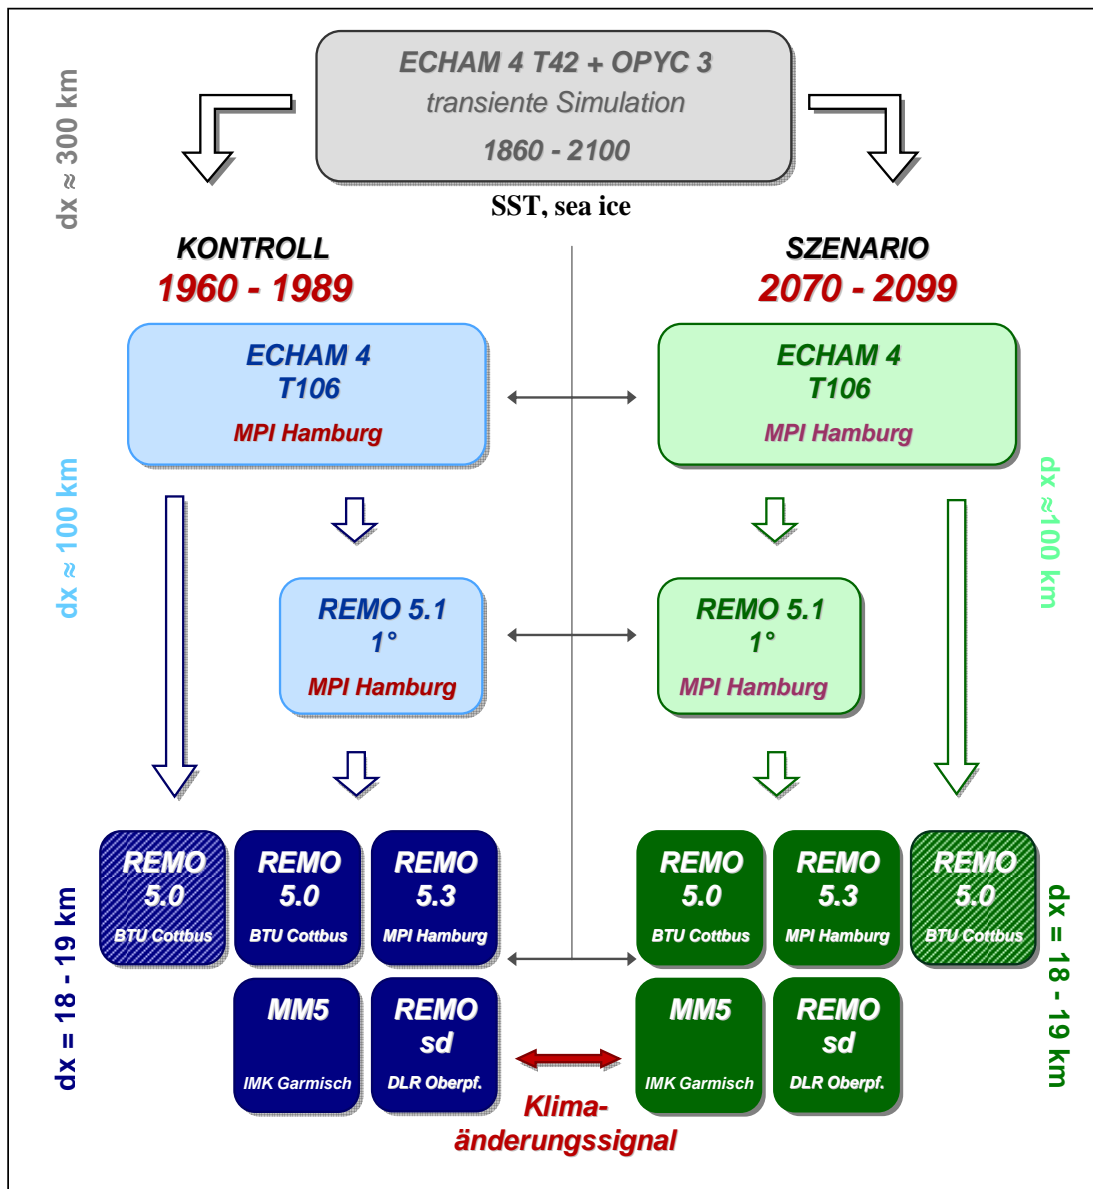 ECHAM 4 T42 + OPYC 3
transiente Simulation
1860 - 2100
dx ≈ 300 km
SST, sea ice
KONTROLL
1960 - 1989
SZENARIO
2070 - 2099
ECHAM 4
T106
MPI Hamburg
ECHAM 4
T106
MPI Hamburg
dx ≈ 100 km
dx ≈100 km
REMO 5.1
1°
MPI Hamburg
REMO 5.1
1°
MPI Hamburg
REMO
5.0
BTU Cottbus
REMO
5.0
BTU Cottbus
REMO
5.3
MPI Hamburg
REMO
5.0
BTU Cottbus
REMO
5.3
MPI Hamburg
REMO
5.0
BTU Cottbus
dx = 18 - 19 km
dx = 18 - 19 km
MM5
IMK Garmisch
REMO
sd
DLR Oberpf.
MM5
IMK Garmisch
REMO
sd
DLR Oberpf.
Klima-
änderungssignal